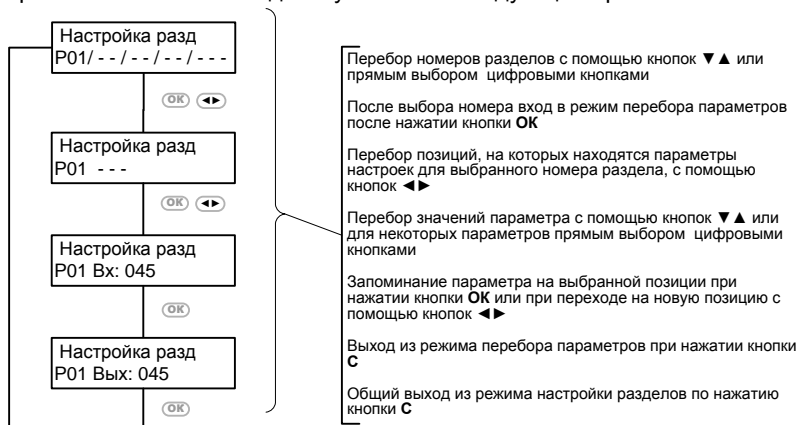 Настройка разд
P01/ - - / - - / - - / - - -
OK ◄►
Настройка разд
P01 - - -
OK ◄►
Настройка разд
P01 Вх: 045
OK
Настройка разд
P01 Вых: 045
OK
Перебор номеров разделов с помощью кнопок ▼▲ или
прямым выбором цифровыми кнопками
После выбора номера вход в режим перебора параметров
после нажатии кнопки ОК
Перебор позиций, на которых находятся параметры
настроек для выбранного номера раздела, с помощью
кнопок ◄►
Перебор значений параметра с помощью кнопок ▼▲ или
для некоторых параметров прямым выбором цифровыми
кнопками
Запоминание параметра на выбранной позиции при
нажатии кнопки ОК или при переходе на новую позицию с
помощью кнопок ◄►
Выход из режима перебора параметров при нажатии кнопки
С
Общий выход из режима настройки разделов по нажатию
кнопки С